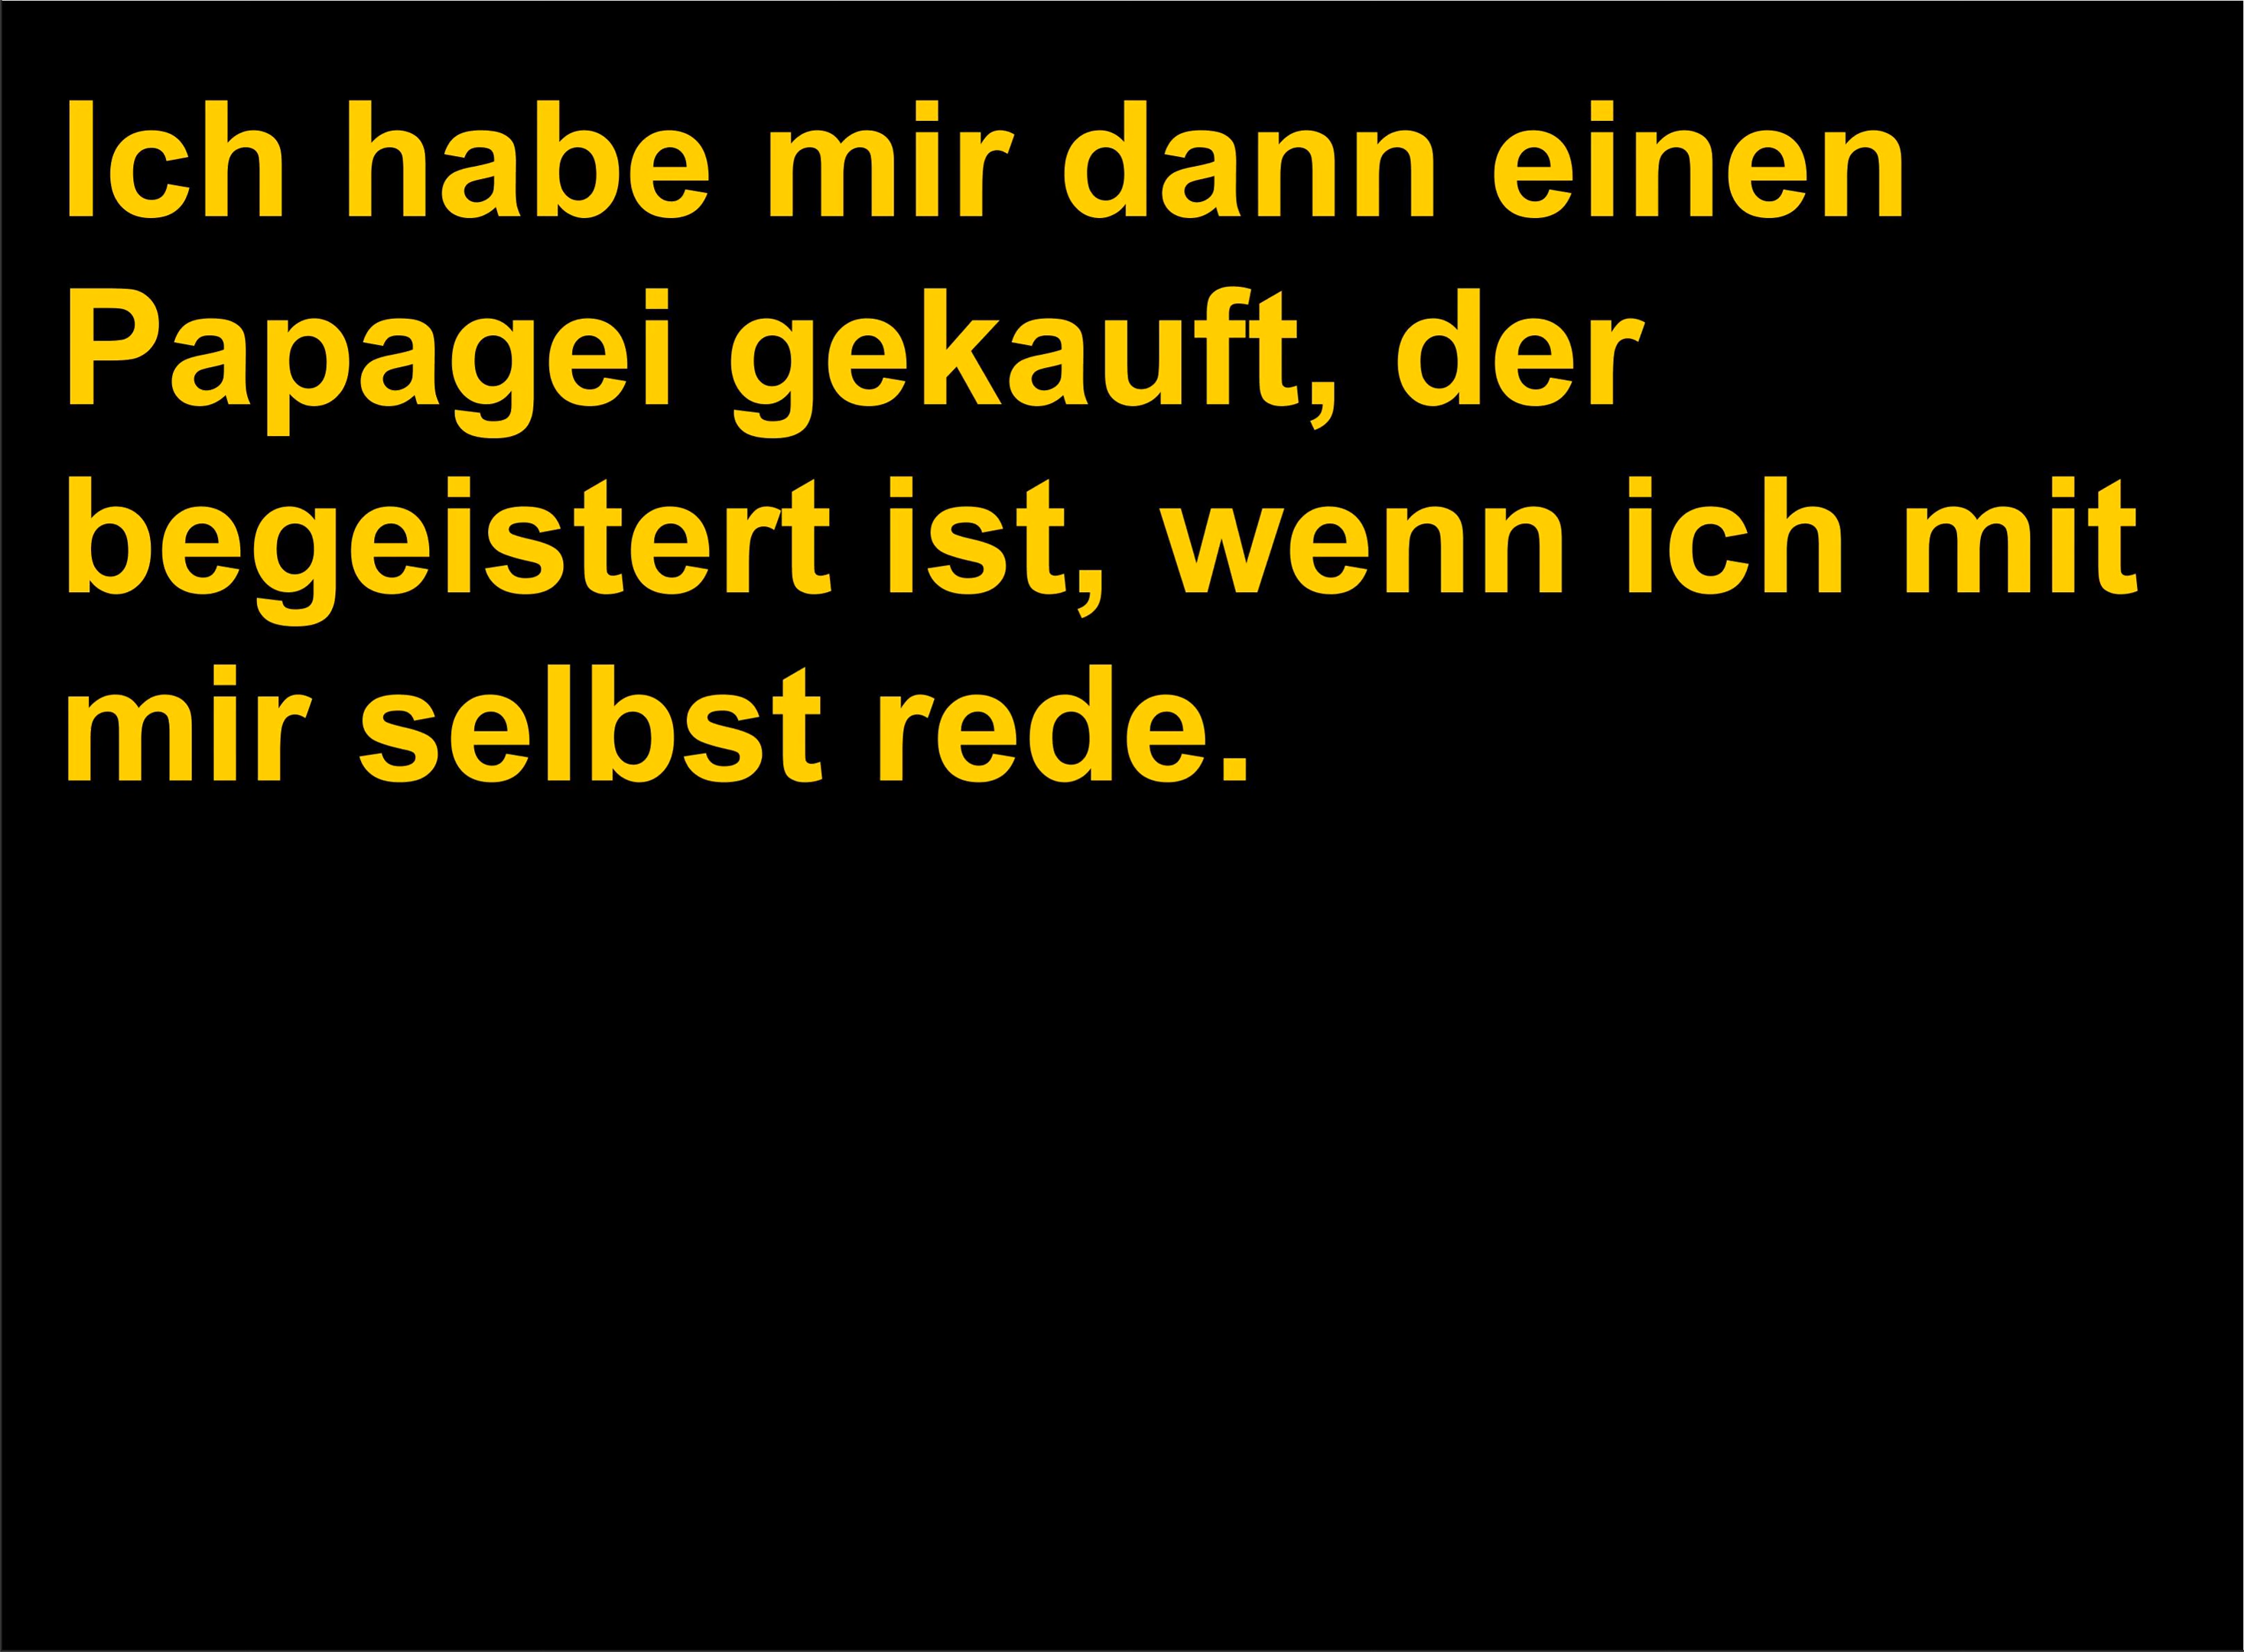 Ich habe mir dann einen
Papagei gekauft, der
begeistert ist, wenn ich mit
mir selbst rede.